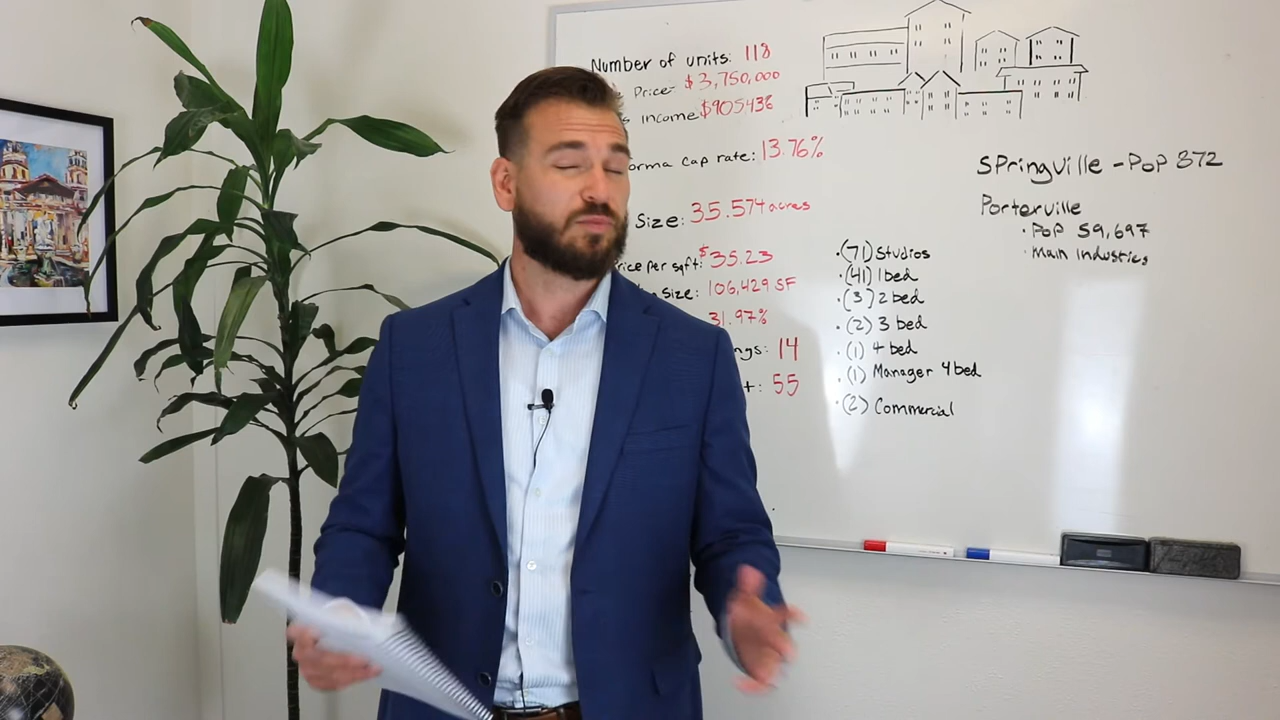 Number of units: 118
Price- $3,750,000
income $905436
orma cap rate: 13.76%
Size: 35.574 acres
rice per sqft: $35.23
Size: 106,429 SF
31.97%
ngs: 14
t: 55
•(71) Studios
•(41) 1 bed
•(3) 2 bed
•(2) 3 bed
•(1) 4 bed
•(1) Manager 4 bed
•(2) Commercial
SPringville - PoP 872
Porterville
• PoP 59,697
• Main Industries